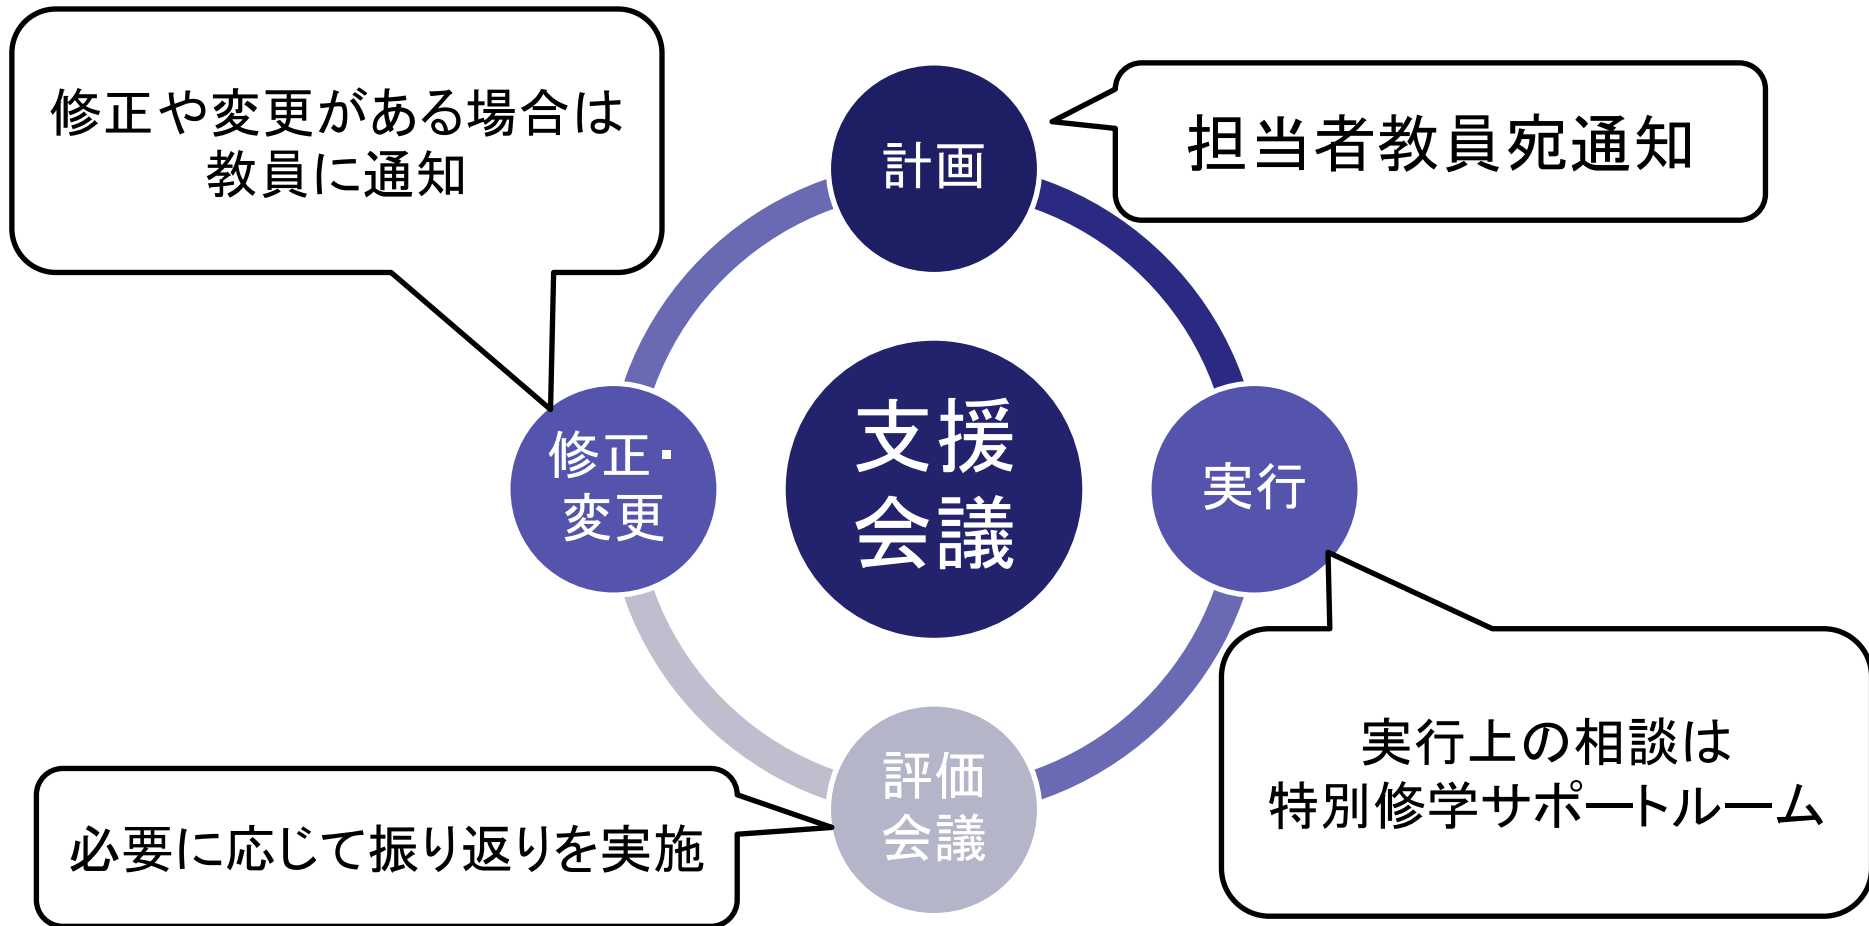 修正や変更がある場合は
教員に通知
計画
担当者教員宛通知
支援
会議
修正・
変更
実行
実行上の相談は
特別修学サポートルーム
評価
会議
必要に応じて振り返りを実施